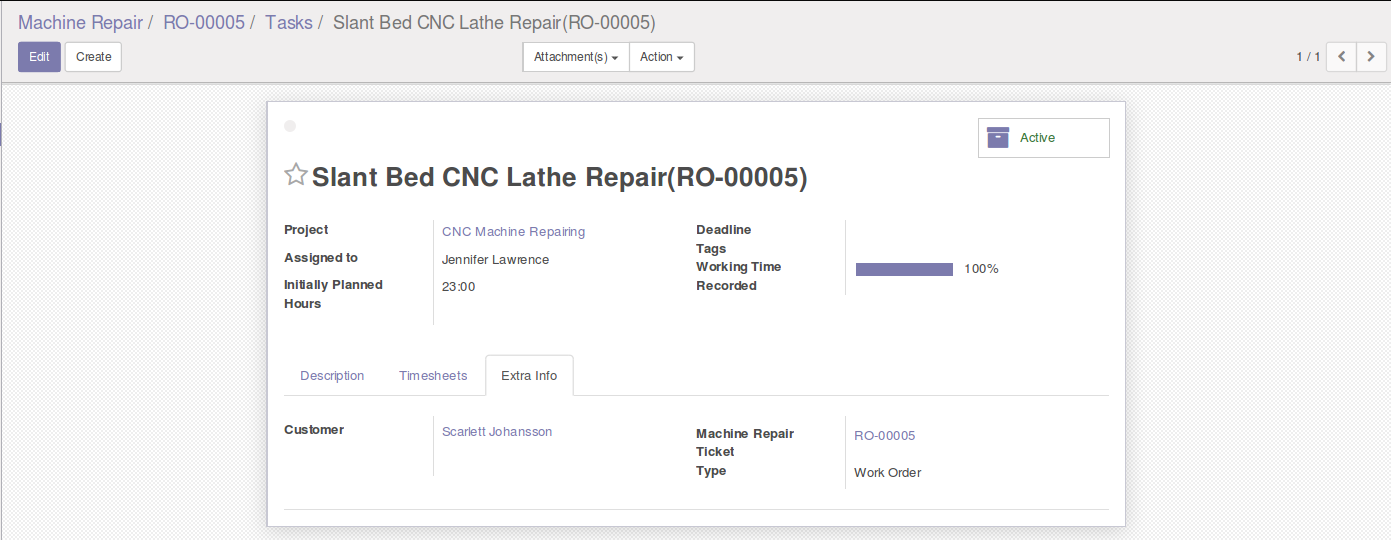 Machine Repair / RO-00005 / Tasks / Slant Bed CNC Lathe Repair(RO-00005)
Edit Create Attachment(s) Action 1 / 1
Active
Slant Bed CNC Lathe Repair(RO-00005)
Project CNC Machine Repairing
Assigned to Jennifer Lawrence
Initially Planned Hours 23:00
Deadline
Tags
Working Time Recorded 100%
Description Timesheets Extra Info
Customer Scarlett Johansson
Machine Repair Ticket RO-00005
Type Work Order